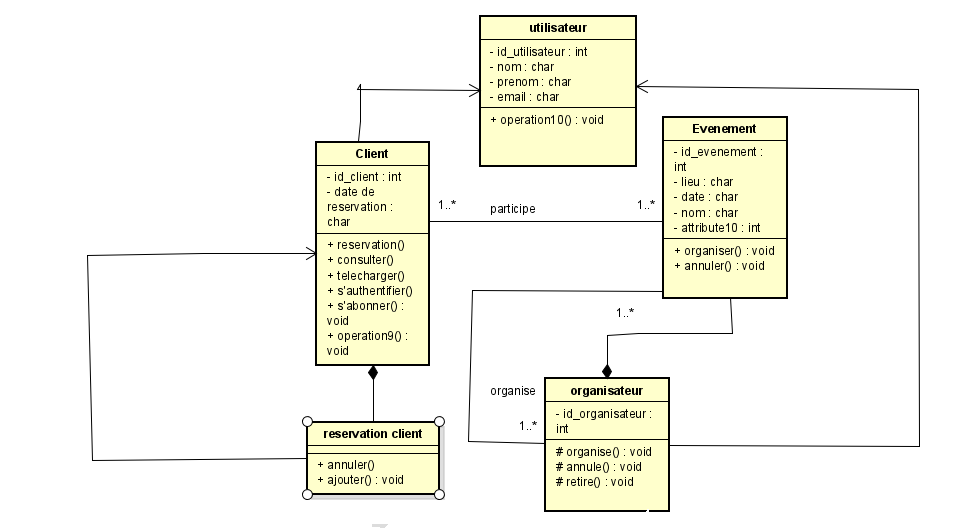 utilisateur
- id_utilisateur : int
- nom : char
- prenom : char
- email : char
+ operation10() : void
Evenement
- id_evenement :
int
- lieu : char
- date : char
- nom : char
- attribute10 : int
+ organiser() : void
+ annuler() : void
Client
- id_client : int
- date de
reservation :
char
+ reservation()
+ consulter()
+ telecharger()
+ s'authentifier()
+ s'abonner() :
void
+ operation9() :
void
1..*
participe
1..*
1..*
organise
1..*
organisateur
- id_organisateur :
int
# organise() : void
# annule() : void
# retire() : void
reservation client
+ annuler()
+ ajouter() : void